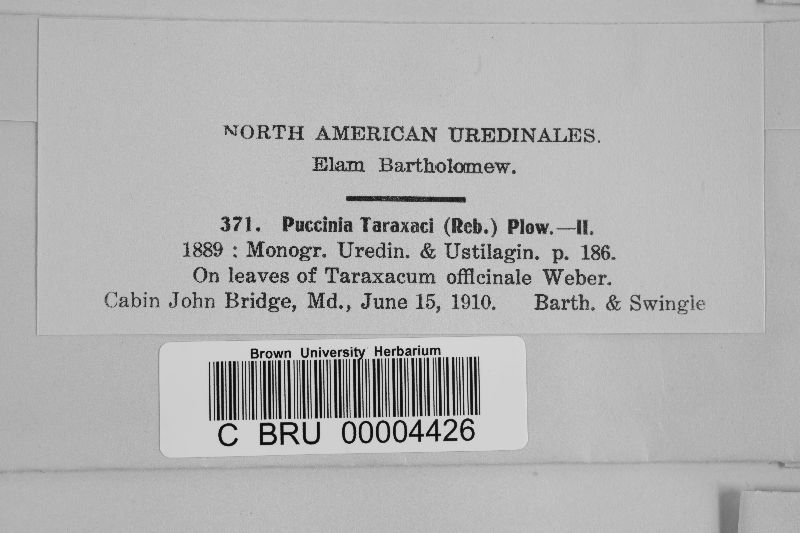 NORTH AMERICAN UREDINALES.
Elam Bartholomew.
371. Puccinia Taraxaci (Reb.) Plow.—II.
1889 : Monogr. Uredin. & Ustilagin. p. 186.
On leaves of Taraxacum officinale Weber.
Cabin John Bridge, Md., June 15, 1910. Barth. & Swingle
Brown University Herbarium
C BRU 00004426